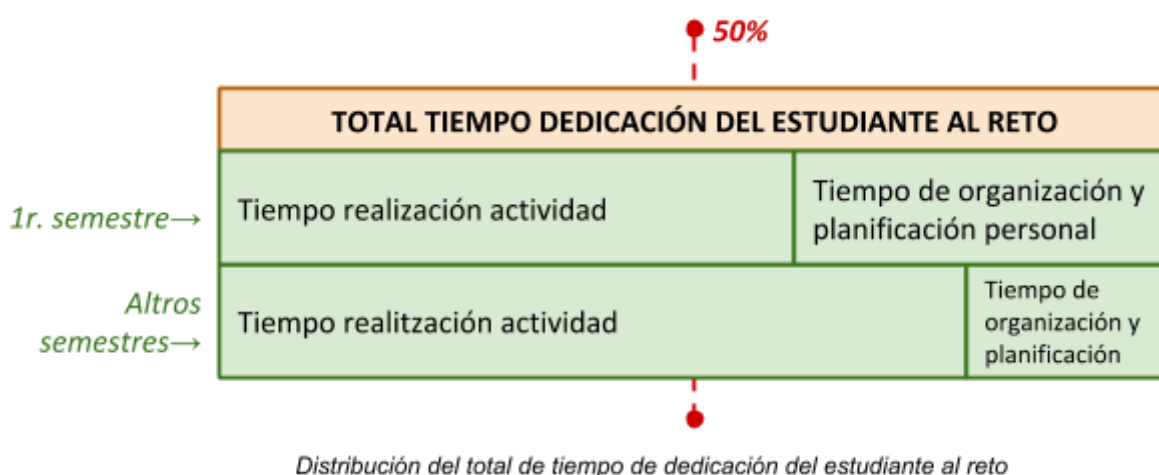 50%
TOTAL TIEMPO DEDICACIÓN DEL ESTUDIANTE AL RETO
1r. semestre→
Tiempo realización actividad
Tiempo de organización y
planificación personal
Altros
semestres→
Tiempo realitzación actividad
Tiempo de
organización y
planificación
Distribución del total de tiempo de dedicación del estudiante al reto